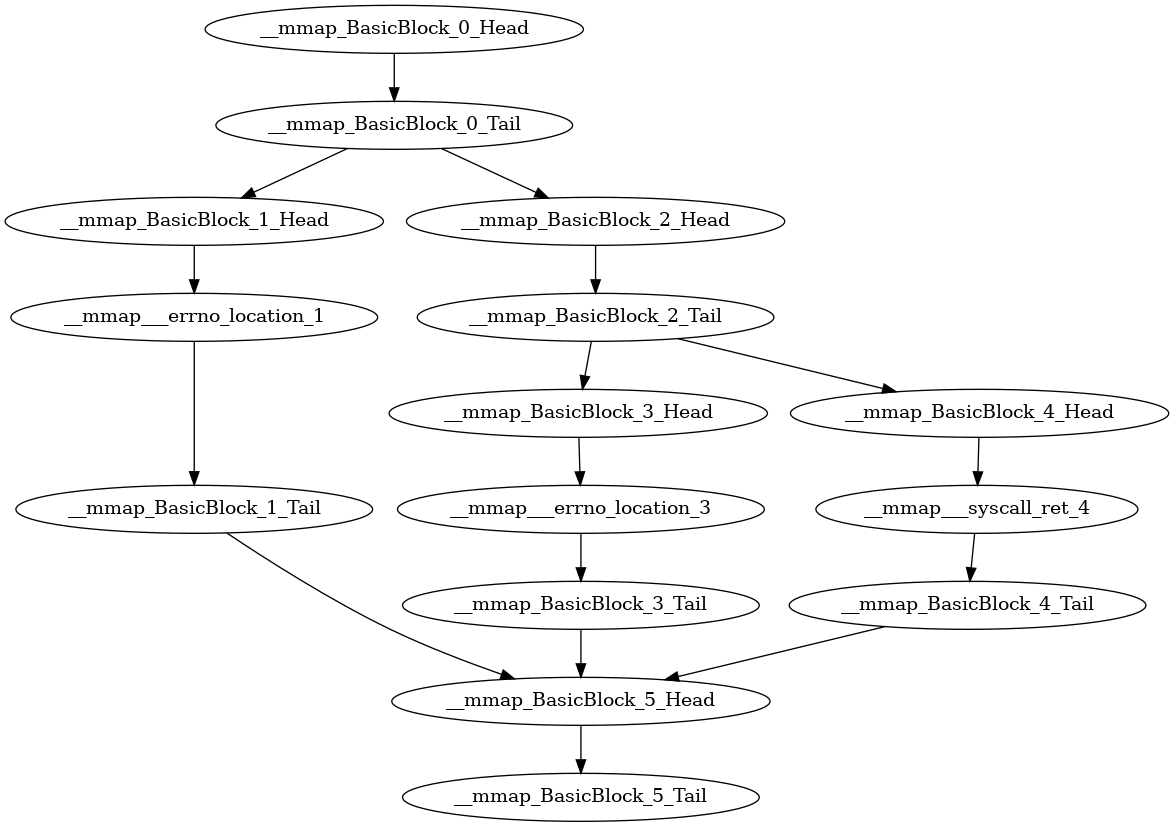 __mmap_BasicBlock_0_Head
__mmap_BasicBlock_0_Tail
__mmap_BasicBlock_1_Head
__mmap_BasicBlock_2_Head
__mmap___errno_location_1
__mmap_BasicBlock_2_Tail
__mmap_BasicBlock_3_Head
__mmap_BasicBlock_4_Head
__mmap_BasicBlock_1_Tail
__mmap___errno_location_3
__mmap___syscall_ret_4
__mmap_BasicBlock_3_Tail
__mmap_BasicBlock_4_Tail
__mmap_BasicBlock_5_Head
__mmap_BasicBlock_5_Tail